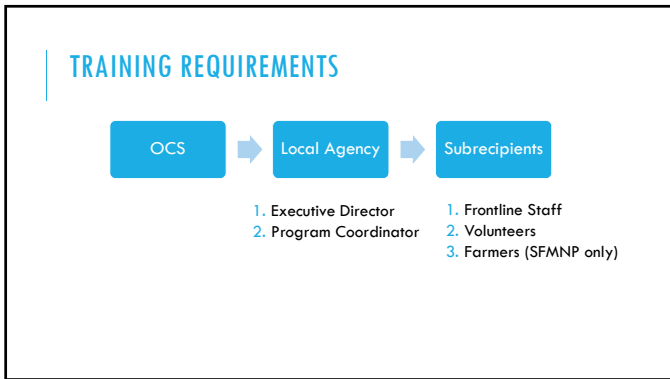 TRAINING REQUIREMENTS
OCS
Local Agency
Subrecipients
1. Executive Director
2. Program Coordinator
1. Frontline Staff
2. Volunteers
3. Farmers (SFMNP only)